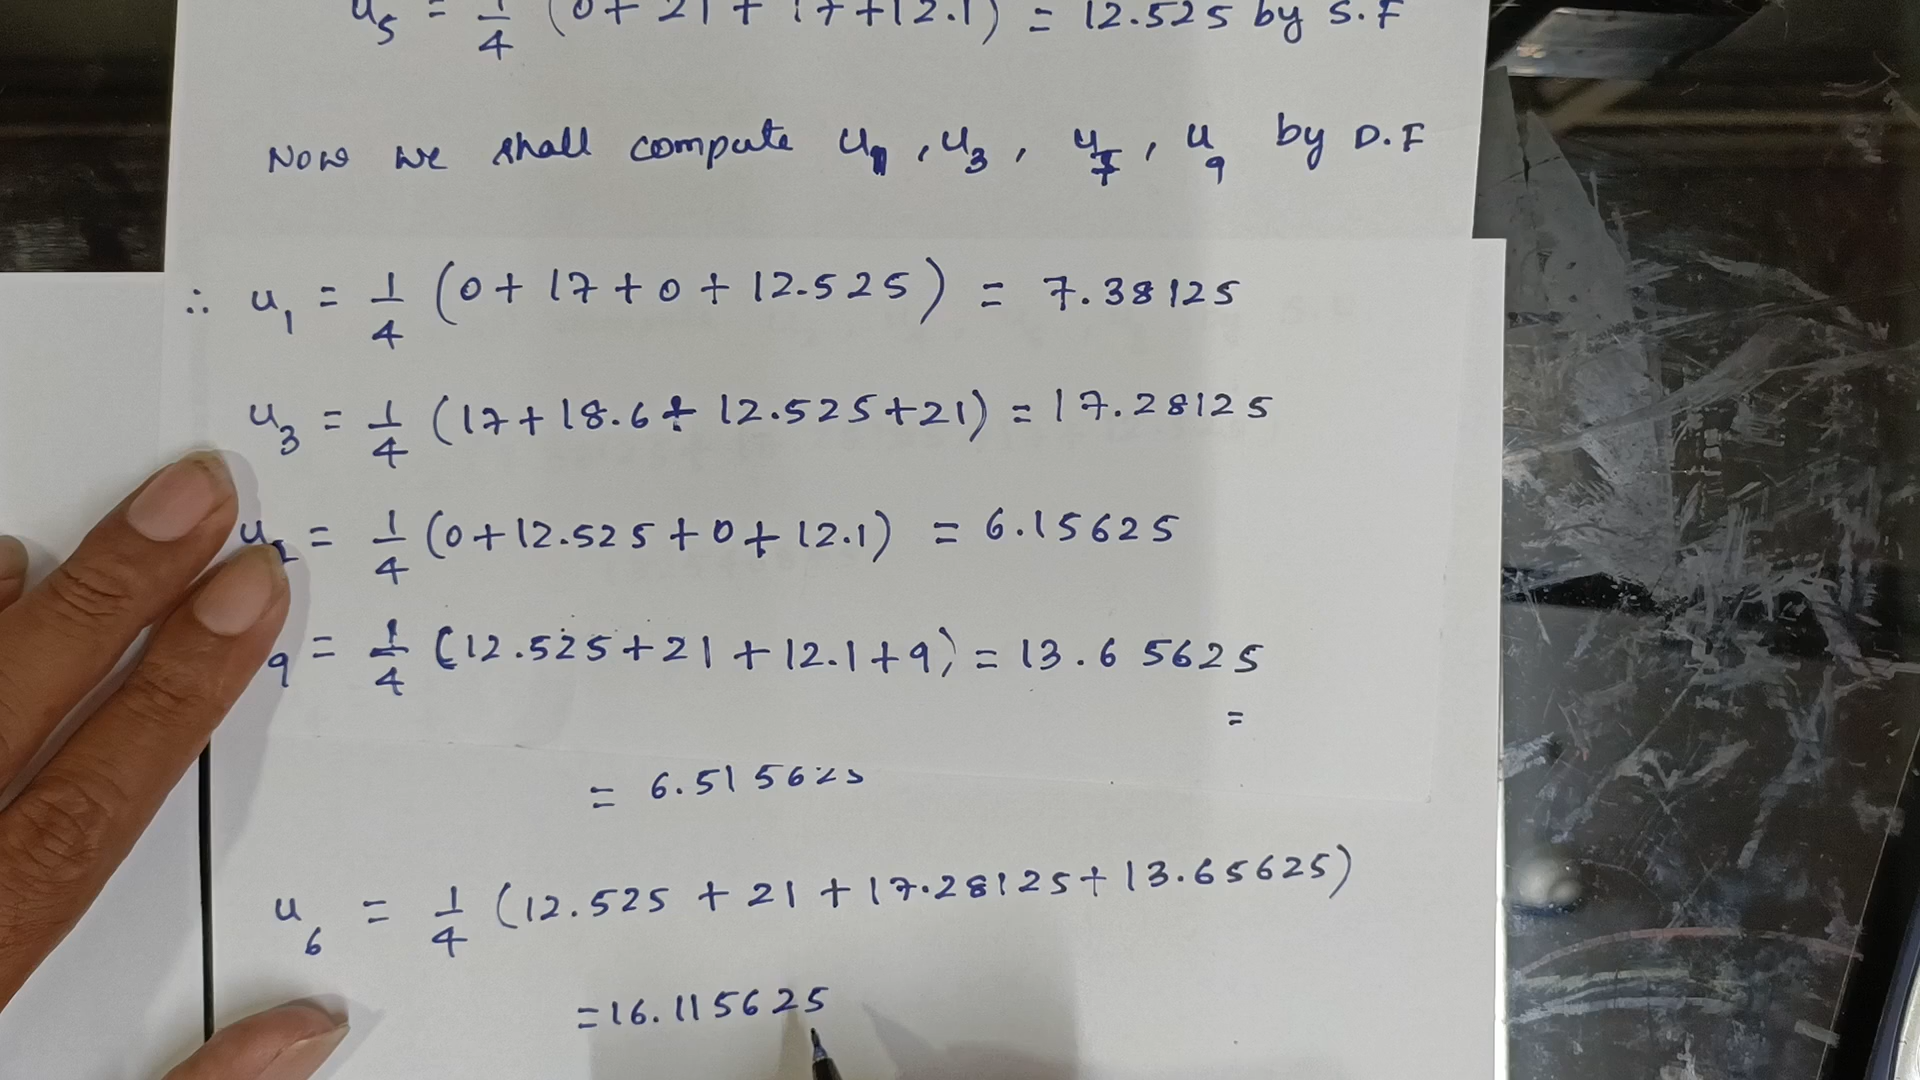 u5 = 1/4 (0 + 21 + 17 + 12.1) = 12.525 by S.F
Now we shall compute u1, u3, u7, u9 by D.F
∴ u1 = 1/4 (0 + 17 + 0 + 12.525) = 7.38125
u3 = 1/4 (17 + 18.6 + 12.525 + 21) = 17.28125
u = 1/4 (0 + 12.525 + 0 + 12.1) = 6.15625
9 = 1/4 (12.525 + 21 + 12.1 + 9) = 13.65625
=
= 6.515625
u6 = 1/4 (12.525 + 21 + 17.28125 + 13.65625)
= 16.115625